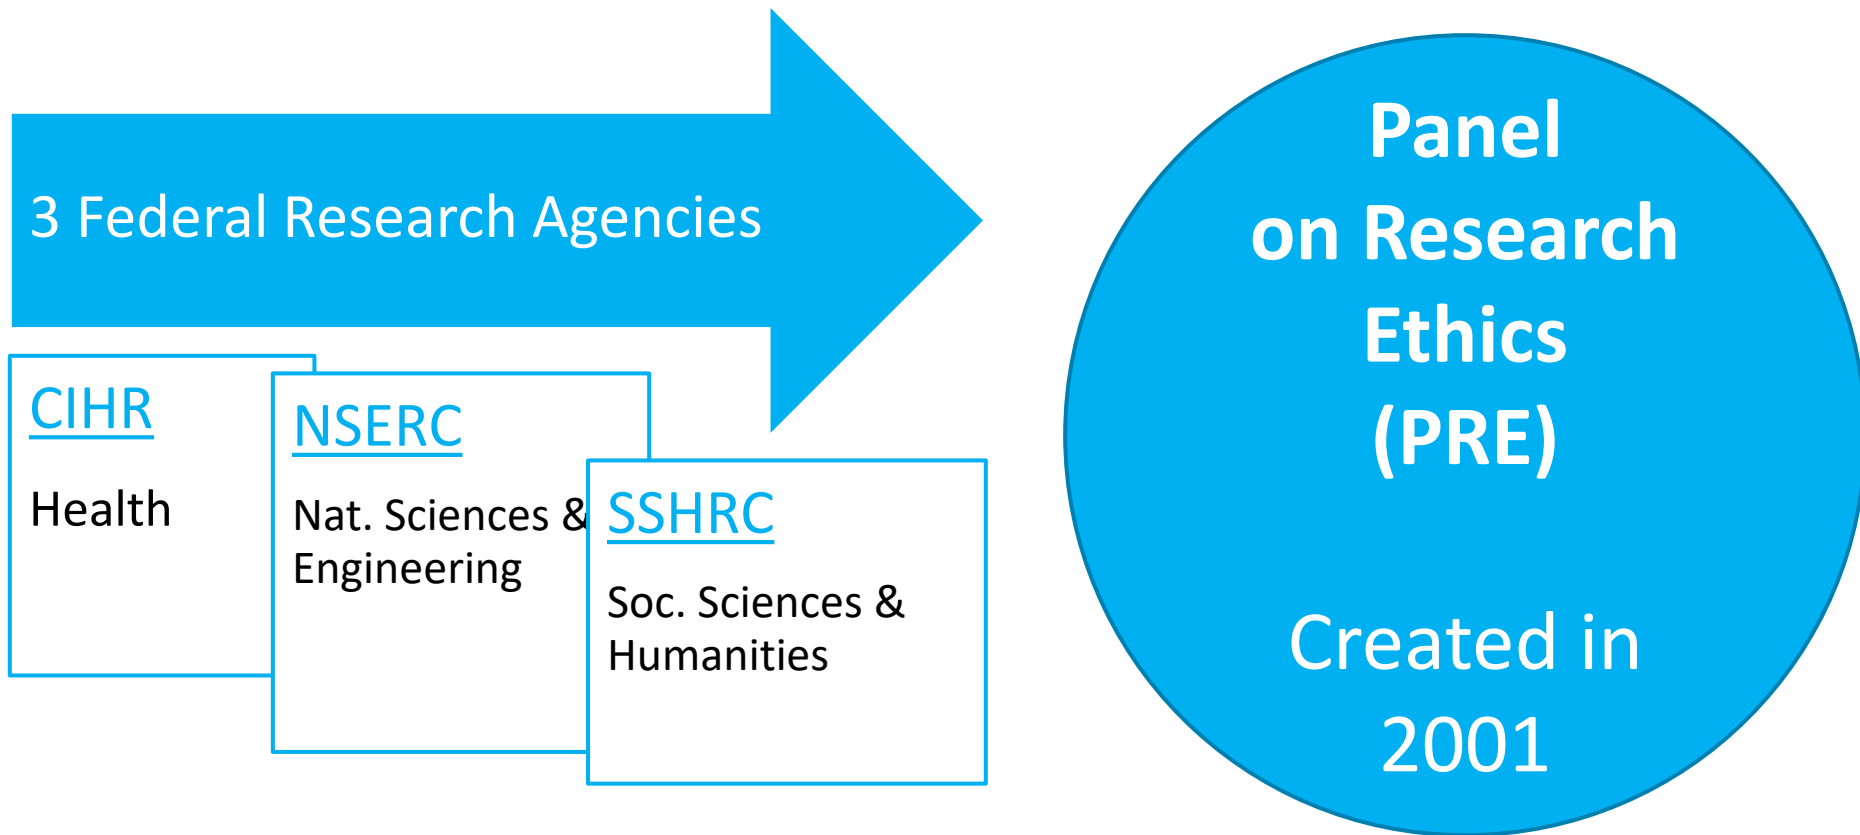 3 Federal Research Agencies
CIHR
Health
NSERC
Nat. Sciences &
Engineering
SSHRC
Soc. Sciences &
Humanities
Panel
on Research
Ethics
(PRE)
Created in
2001